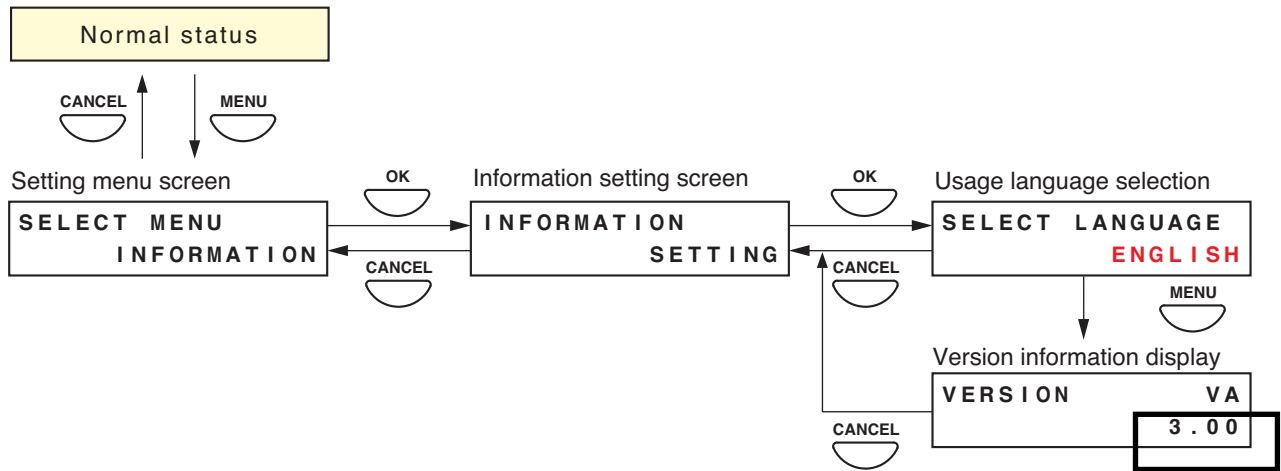 Normal status
CANCEL
MENU
Setting menu screen
SELECT MENU
INFORMATION
OK
CANCEL
Information setting screen
INFORMATION
SETTING
OK
CANCEL
Usage language selection
SELECT LANGUAGE
ENGLISH
MENU
Version information display
VERSION VA
3.00
CANCEL